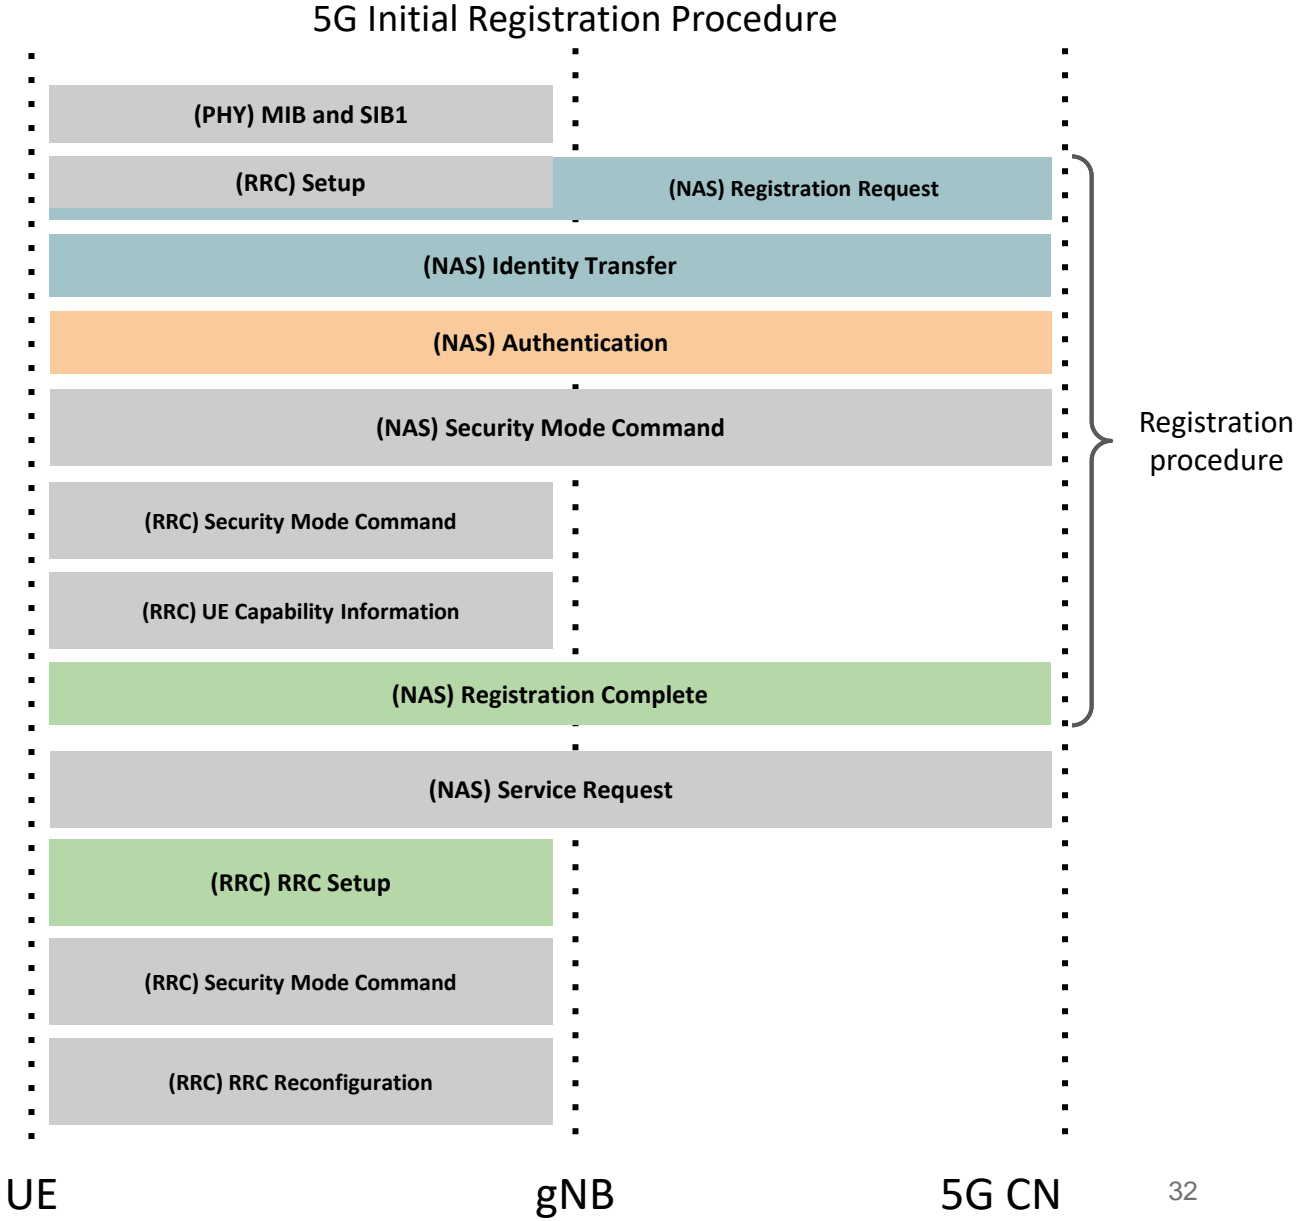 5G Initial Registration Procedure
(PHY) MIB and SIB1
(RRC) Setup
(NAS) Registration Request
(NAS) Identity Transfer
(NAS) Authentication
(NAS) Security Mode Command
Registration
procedure
(RRC) Security Mode Command
(RRC) UE Capability Information
(NAS) Registration Complete
(NAS) Service Request
(RRC) RRC Setup
(RRC) Security Mode Command
(RRC) RRC Reconfiguration
UE
gNB
5G CN
32